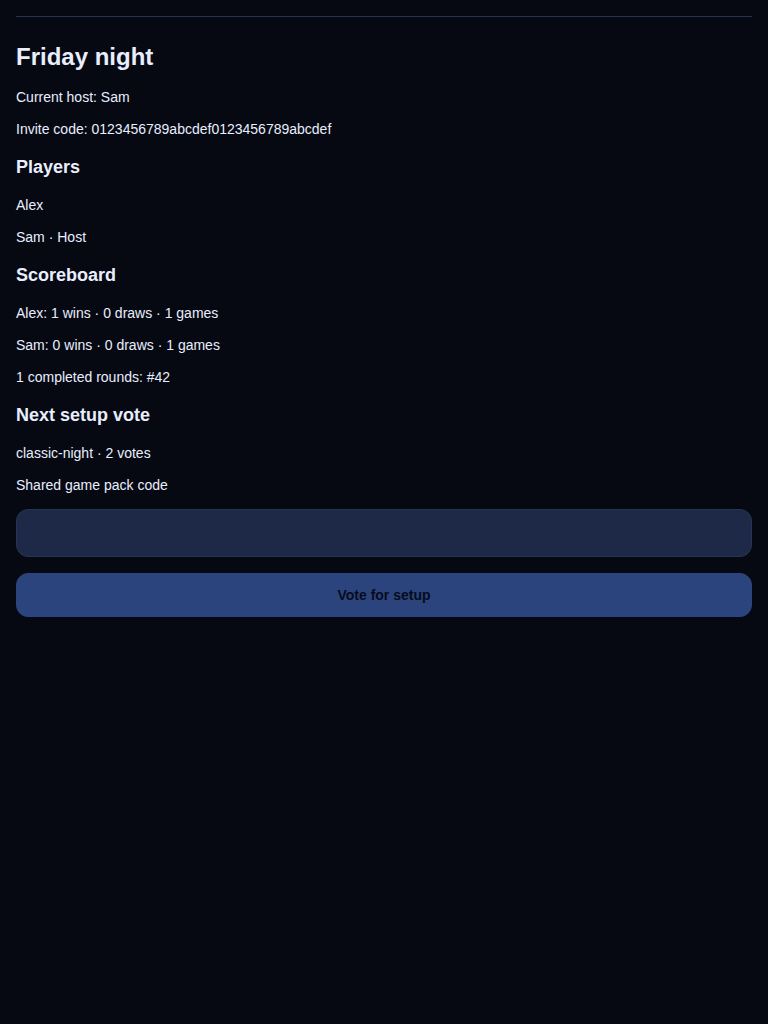 Friday night
Current host: Sam
Invite code: 0123456789abcdef0123456789abcdef
Players
Alex
Sam · Host
Scoreboard
Alex: 1 wins · 0 draws · 1 games
Sam: 0 wins · 0 draws · 1 games
1 completed rounds: #42
Next setup vote
classic-night · 2 votes
Shared game pack code
Vote for setup